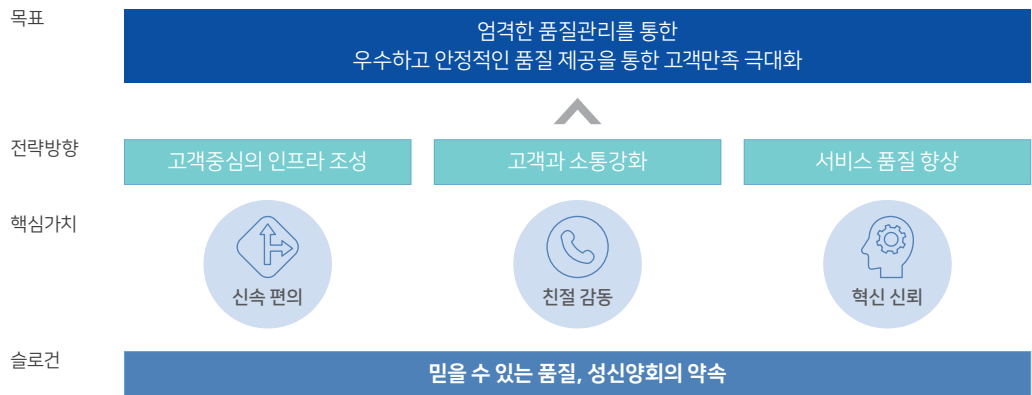 목표
엄격한 품질관리를 통한
우수하고 안정적인 품질 제공을 통한 고객만족 극대화
전략방향
고객중심의 인프라 조성
고객과 소통강화
서비스 품질 향상
핵심가치
신속 편의
친절 감동
혁신 신뢰
슬로건
믿을 수 있는 품질, 성신양회의 약속